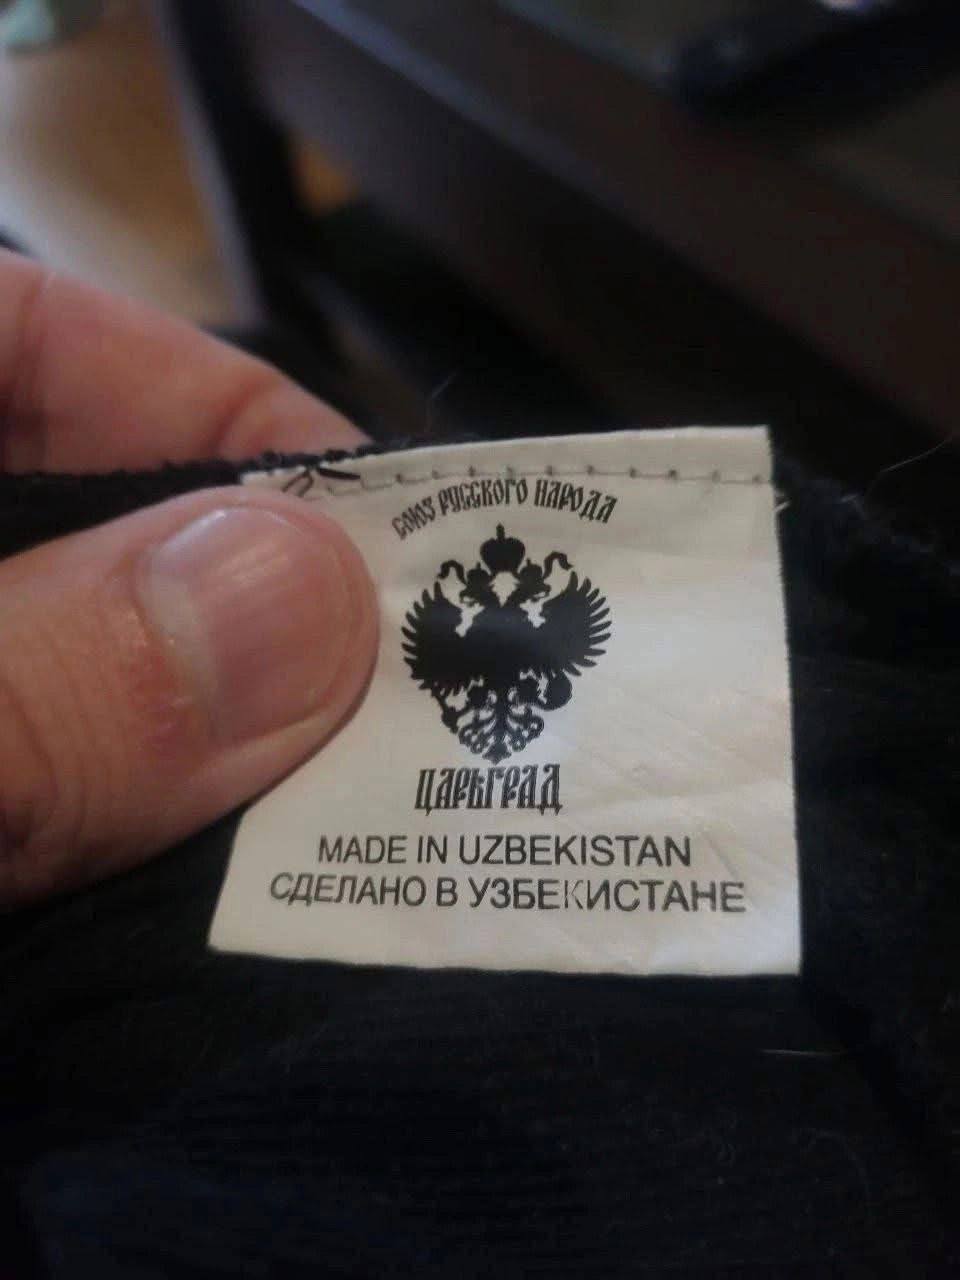 СОЮЗ РУССКОГО НАРОДА
ЦАРЬГРАД
MADE IN UZBEKISTAN
СДЕЛАНО В УЗБЕКИСТАНЕ